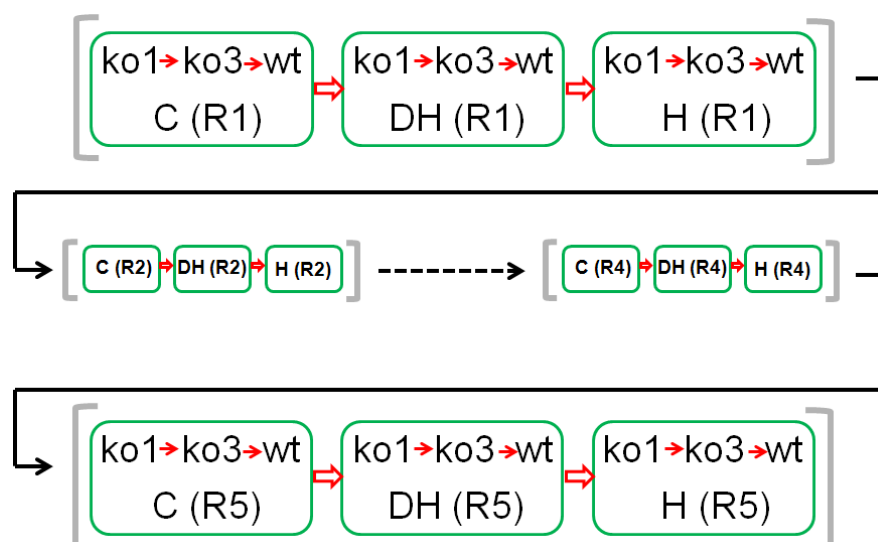 ko1→ko3→wt ko1→ko3→wt ko1→ko3→wt
C (R1) DH (R1) H (R1)
C (R2) DH (R2) H (R2) C (R4) DH (R4) H (R4)
ko1→ko3→wt ko1→ko3→wt ko1→ko3→wt
C (R5) DH (R5) H (R5)